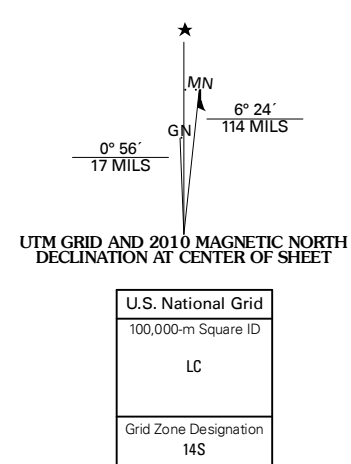 MN
6° 24´
114 MILS
GN
0° 56´
17 MILS
UTM GRID AND 2010 MAGNETIC NORTH
DECLINATION AT CENTER OF SHEET
U.S. National Grid
100,000-m Square ID
LC
Grid Zone Designation
14S